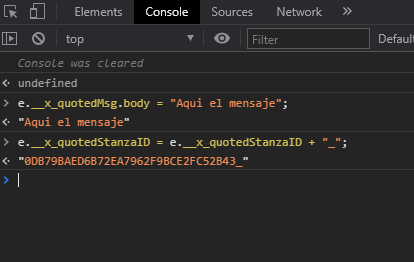 Elements Console Sources Network »
top Filter Default
Console was cleared
undefined
e.__x_quotedMsg.body = "Aqui el mensaje";
"Aqui el mensaje"
e.__x_quotedStanzaID = e.__x_quotedStanzaID + "_";
"0DB79BAED6B72EA7962F9BCE2FC52B43_"